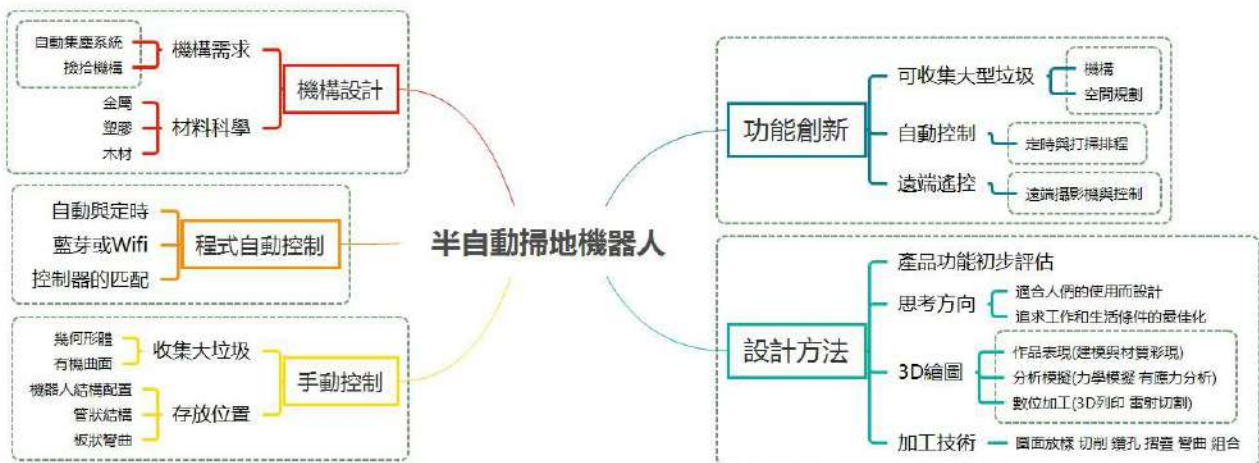 半自動掃地機器人
機構設計
機構需求
自動集塵系統
撿拾機構
材料科學
金屬
塑膠
木材
程式自動控制
自動與定時
藍芽或Wifi
控制器的匹配
手動控制
收集大垃圾
幾何形體
有機曲面
存放位置
機器人結構配置
管狀結構
板狀彎曲
功能創新
可收集大型垃圾
機構
空間規劃
自動控制
定時與打掃排程
遠端遙控
遠端攝影機與控制
設計方法
產品功能初步評估
思考方向
適合人們的使用而設計
追求工作和生活條件的最佳化
3D繪圖
作品表現(建模與材質彩現)
分析模擬(力學模擬 有應力分析)
數位加工(3D列印 雷射切割)
加工技術
圖面放樣 切削 鑽孔 摺疊 彎曲 組合